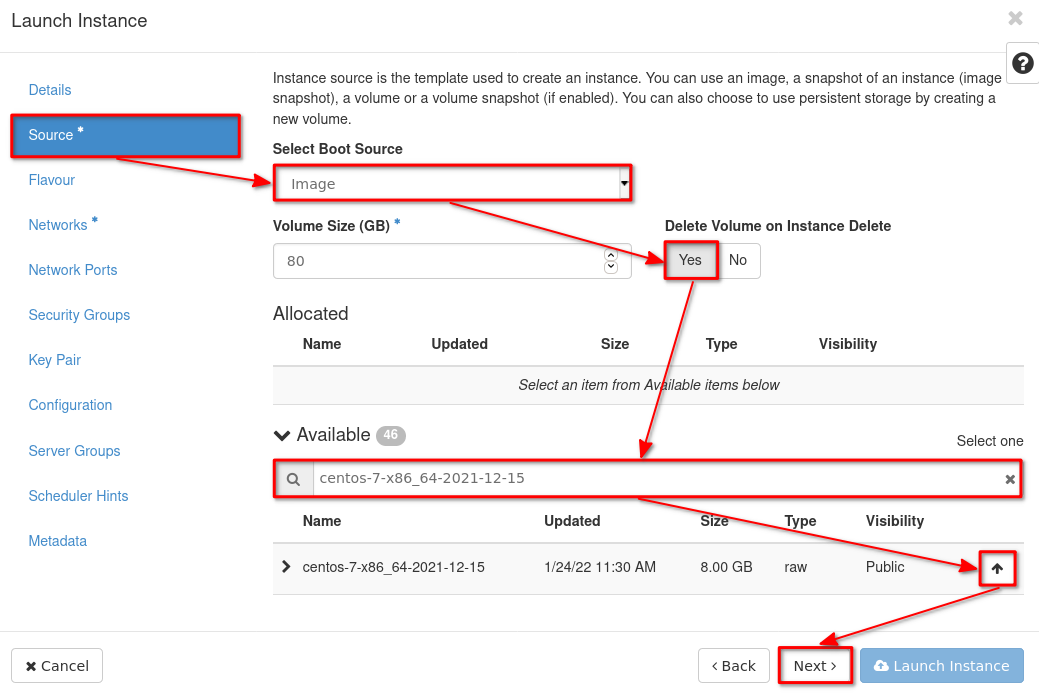 Launch Instance
Details
Source *
Flavour
Networks *
Network Ports
Security Groups
Key Pair
Configuration
Server Groups
Scheduler Hints
Metadata
Instance source is the template used to create an instance. You can use an image, a snapshot of an instance (image
snapshot), a volume or a volume snapshot (if enabled). You can also choose to use persistent storage by creating a
new volume.
Select Boot Source
Image
Volume Size (GB) *
Delete Volume on Instance Delete
80
Yes No
Allocated
Name Updated Size Type Visibility
Select an item from Available items below
Available 46
Select one
centos-7-x86_64-2021-12-15
Name Updated Size Type Visibility
centos-7-x86_64-2021-12-15 1/24/22 11:30 AM 8.00 GB raw Public
Cancel
Back
Next
Launch Instance